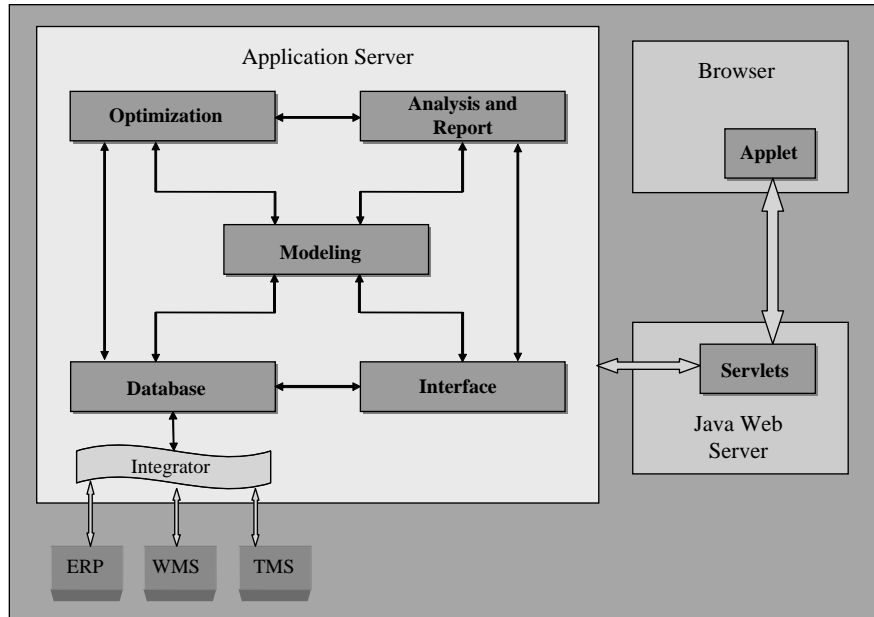 Application Server
Optimization
Analysis and
Report
Modeling
Database
Interface
Integrator
ERP
WMS
TMS
Browser
Applet
Servlets
Java Web
Server